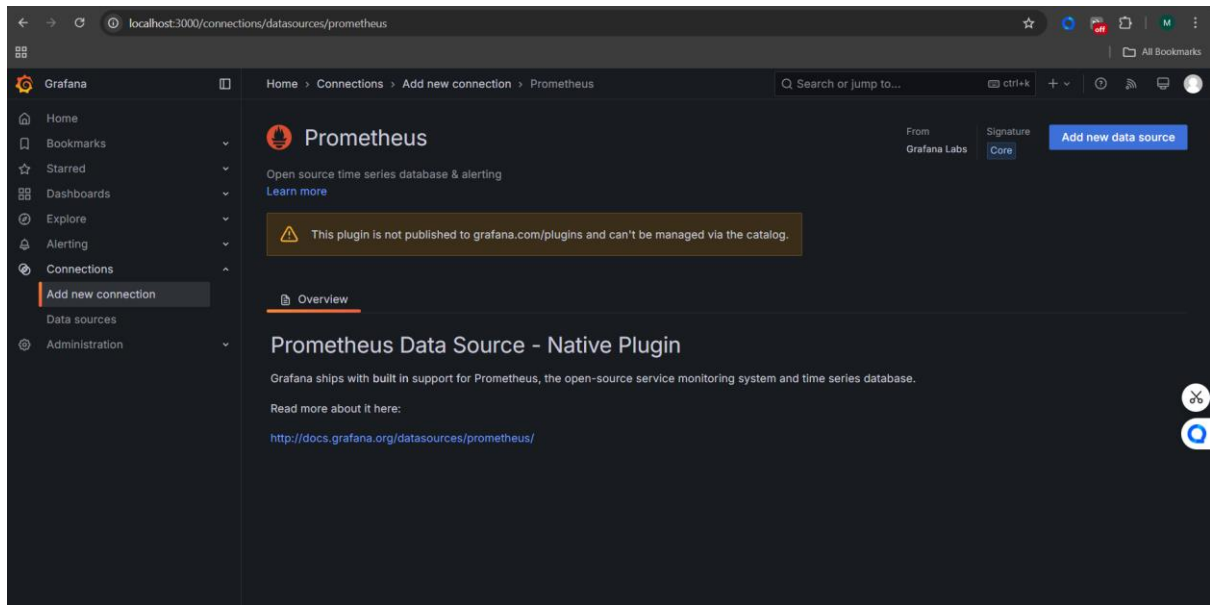 localhost:3000/connections/datasources/prometheus
off
M
All Bookmarks
Grafana
Home › Connections › Add new connection › Prometheus
Search or jump to...
ctrl+k
Home
Bookmarks
Starred
Dashboards
Explore
Alerting
Connections
Add new connection
Data sources
Administration
Prometheus
From
Grafana Labs
Signature
Core
Add new data source
Open source time series database & alerting
Learn more
This plugin is not published to grafana.com/plugins and can't be managed via the catalog.
Overview
Prometheus Data Source - Native Plugin
Grafana ships with built in support for Prometheus, the open-source service monitoring system and time series database.
Read more about it here:
http://docs.grafana.org/datasources/prometheus/